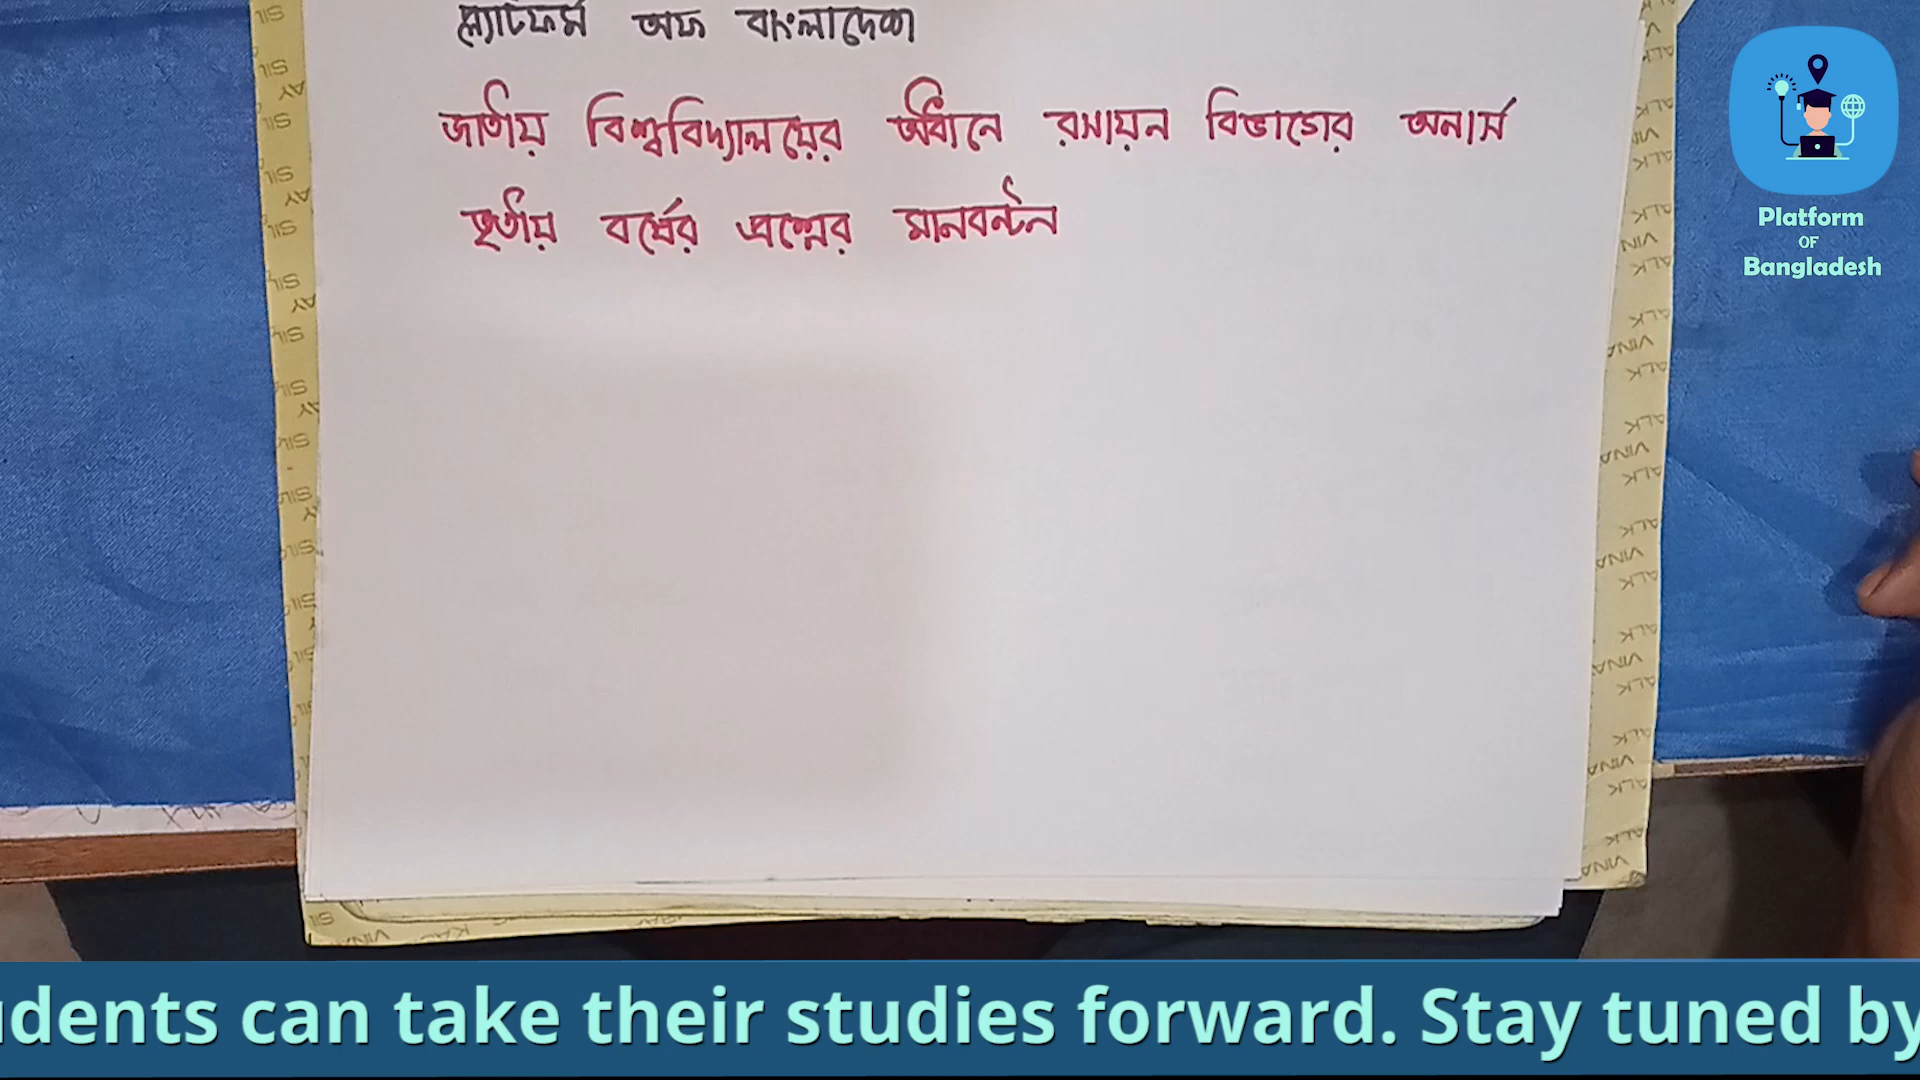 প্ল্যাটফর্ম অফ বাংলাদেশ
জাতীয় বিশ্ববিদ্যালয়ের অধীনে রসায়ন বিভাগের অনার্স
তৃতীয় বর্ষের প্রশ্নের মানবন্টন
Platform
OF
Bangladesh
udents can take their studies forward. Stay tuned by